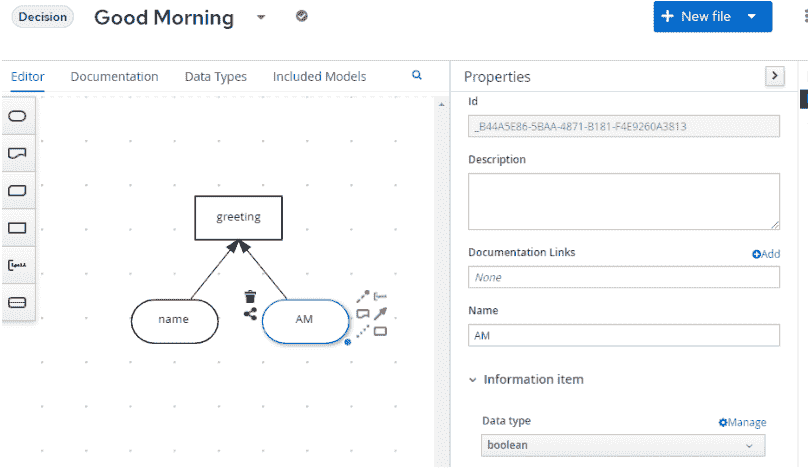 Decision Good Morning
New file
Editor Documentation Data Types Included Models
Properties
Id
_B44A5E86-5BAA-4871-B181-F4E9260A3813
Description
Documentation Links
Add
None
Name
AM
Information item
Data type
Manage
boolean
greeting
name
AM